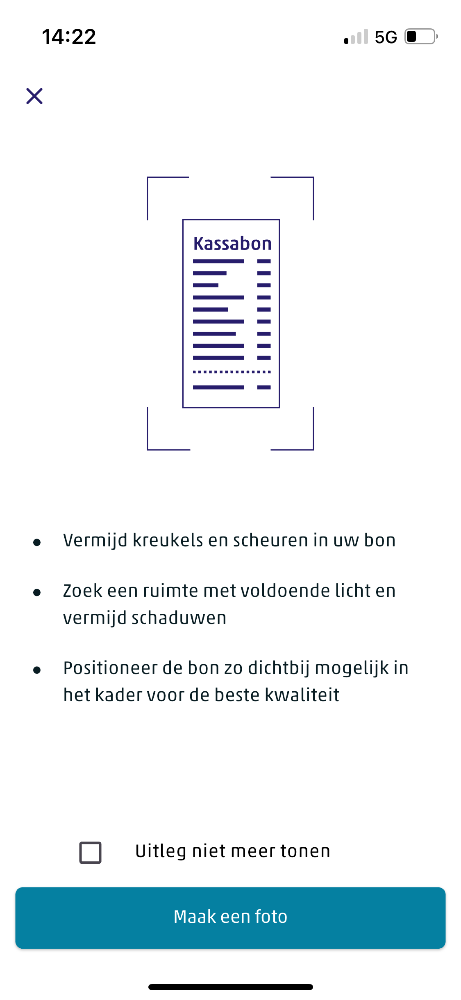 14:22
5G
Kassabon
Vermijd kreukels en scheuren in uw bon
Zoek een ruimte met voldoende licht en
vermijd schaduwen
Positioneer de bon zo dichtbij mogelijk in
het kader voor de beste kwaliteit
Uitleg niet meer tonen
Maak een foto